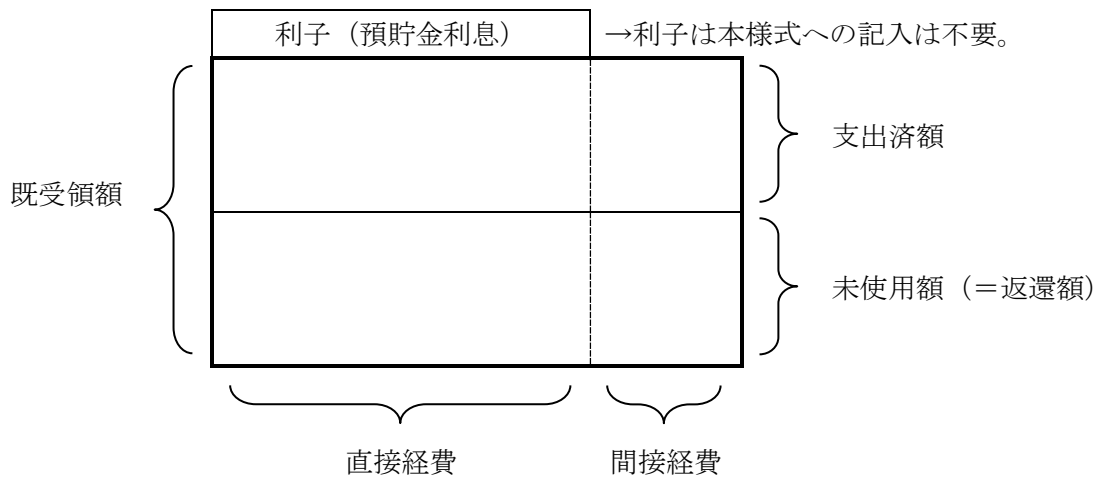 利子（預貯金利息）
→利子は本様式への記入は不要。
支出済額
既受領額
未使用額（＝返還額）
直接経費
間接経費